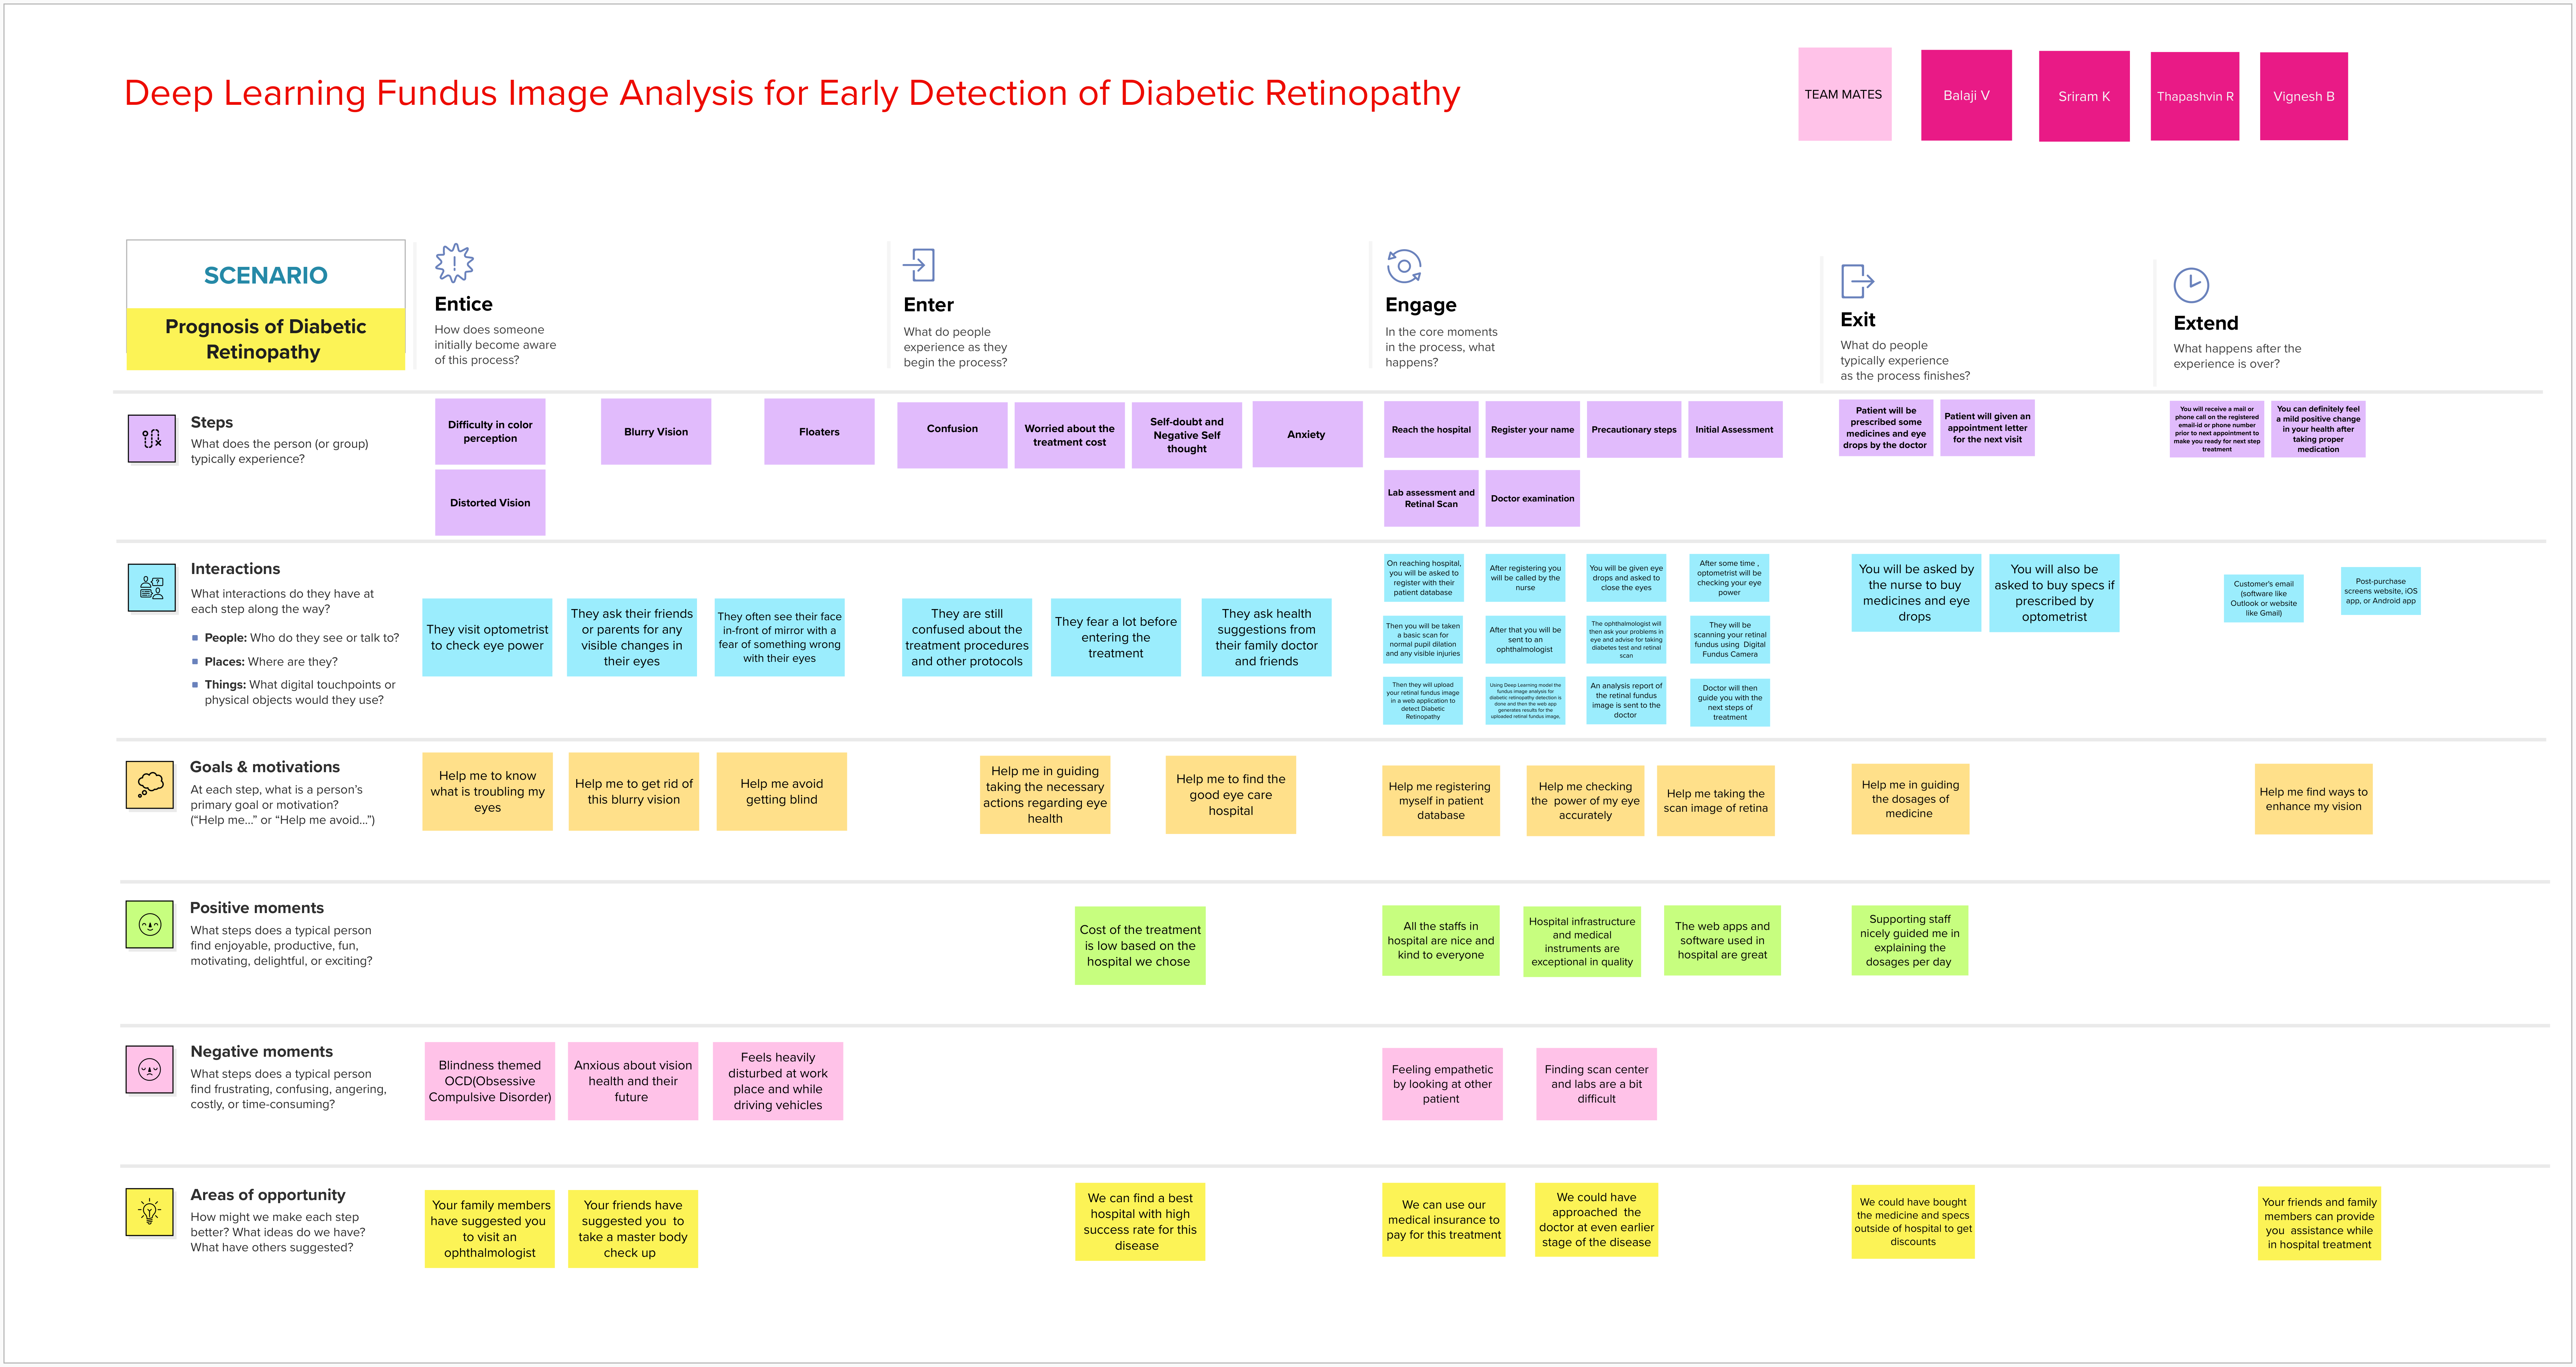 Deep Learning Fundus Image Analysis for Early Detection of Diabetic Retinopathy
TEAM MATES
Balaji V
Sriram K
Thapashvin R
Vignesh B
SCENARIO
Prognosis of Diabetic
Retinopathy
Entice
How does someone
initially become aware
of this process?
Enter
What do people
experience as they
begin the process?
Engage
In the core moments
in the process, what
happens?
Exit
What do people
typically experience
as the process finishes?
Extend
What happens after the
experience is over?
Steps
What does the person (or group)
typically experience?
Difficulty in color
perception
Blurry Vision
Floaters
Distorted Vision
Confusion
Worried about the
treatment cost
Self-doubt and
Negative Self
thought
Anxiety
Reach the hospital
Register your name
Precautionary steps
Initial Assessment
Lab assessment and
Retinal Scan
Doctor examination
Patient will be
prescribed some
medicines and eye
drops by the doctor
Patient will given an
appointment letter
for the next visit
You will receive a mail or
phone call on the registered
email-id or phone number
prior to next appointment to
make you ready for next step
treatment
You can definitely feel
a mild positive change
in your health after
taking proper
medication
Interactions
What interactions do they have at
each step along the way?
People: Who do they see or talk to?
Places: Where are they?
Things: What digital touchpoints or
physical objects would they use?
They visit optometrist
to check eye power
They ask their friends
or parents for any
visible changes in
their eyes
They often see their face
in-front of mirror with a
fear of something wrong
with their eyes
They are still
confused about the
treatment procedures
and other protocols
They fear a lot before
entering the
treatment
They ask health
suggestions from
their family doctor
and friends
On reaching hospital,
you will be asked to
register with their
patient database
After registering you
will be called by the
nurse
You will be given eye
drops and asked to
close the eyes
After some time ,
optometrist will be
checking your eye
power
Then you will be taken
a basic scan for
normal pupil dilation
and any visible injuries
After that you will be
sent to an
ophthalmologist
The ophthalmologist will
then ask your problems in
eye and advise for taking
diabetes test and retinal
scan
They will be
scanning your retinal
fundus using  Digital
Fundus Camera
Then they will upload
your retinal fundus image
in a web application to
detect Diabetic
Retinopathy
Using Deep Learning model the
fundus image analysis for
diabetic retinopathy detection is
done and then the web app
generates results for the
uploaded retinal fundus image.
An analysis report of
the retinal fundus
image is sent to the
doctor
Doctor will then
guide you with the
next steps of
treatment
You will be asked by
the nurse to buy
medicines and eye
drops
You will also be
asked to buy specs if
prescribed by
optometrist
Customer's email
(software like
Outlook or website
like Gmail)
Post-purchase
screens website, iOS
app, or Android app
Goals & motivations
At each step, what is a person's
primary goal or motivation?
("Help me..." or "Help me avoid...")
Help me to know
what is troubling my
eyes
Help me to get rid of
this blurry vision
Help me avoid
getting blind
Help me in guiding
taking the necessary
actions regarding eye
health
Help me to find the
good eye care
hospital
Help me registering
myself in patient
database
Help me checking
the  power of my eye
accurately
Help me taking the
scan image of retina
Help me in guiding
the dosages of
medicine
Help me find ways to
enhance my vision
Positive moments
What steps does a typical person
find enjoyable, productive, fun,
motivating, delightful, or exciting?
Cost of the treatment
is low based on the
hospital we chose
All the staffs in
hospital are nice and
kind to everyone
Hospital infrastructure
and medical
instruments are
exceptional in quality
The web apps and
software used in
hospital are great
Supporting staff
nicely guided me in
explaining the
dosages per day
Negative moments
What steps does a typical person
find frustrating, confusing, angering,
costly, or time-consuming?
Blindness themed
OCD(Obsessive
Compulsive Disorder)
Anxious about vision
health and their
future
Feels heavily
disturbed at work
place and while
driving vehicles
Feeling empathetic
by looking at other
patient
Finding scan center
and labs are a bit
difficult
Areas of opportunity
How might we make each step
better? What ideas do we have?
What have others suggested?
Your family members
have suggested you
to visit an
ophthalmologist
Your friends have
suggested you  to
take a master body
check up
We can find a best
hospital with high
success rate for this
disease
We can use our
medical insurance to
pay for this treatment
We could have
approached  the
doctor at even earlier
stage of the disease
We could have bought
the medicine and specs
outside of hospital to get
discounts
Your friends and family
members can provide
you  assistance while
in hospital treatment